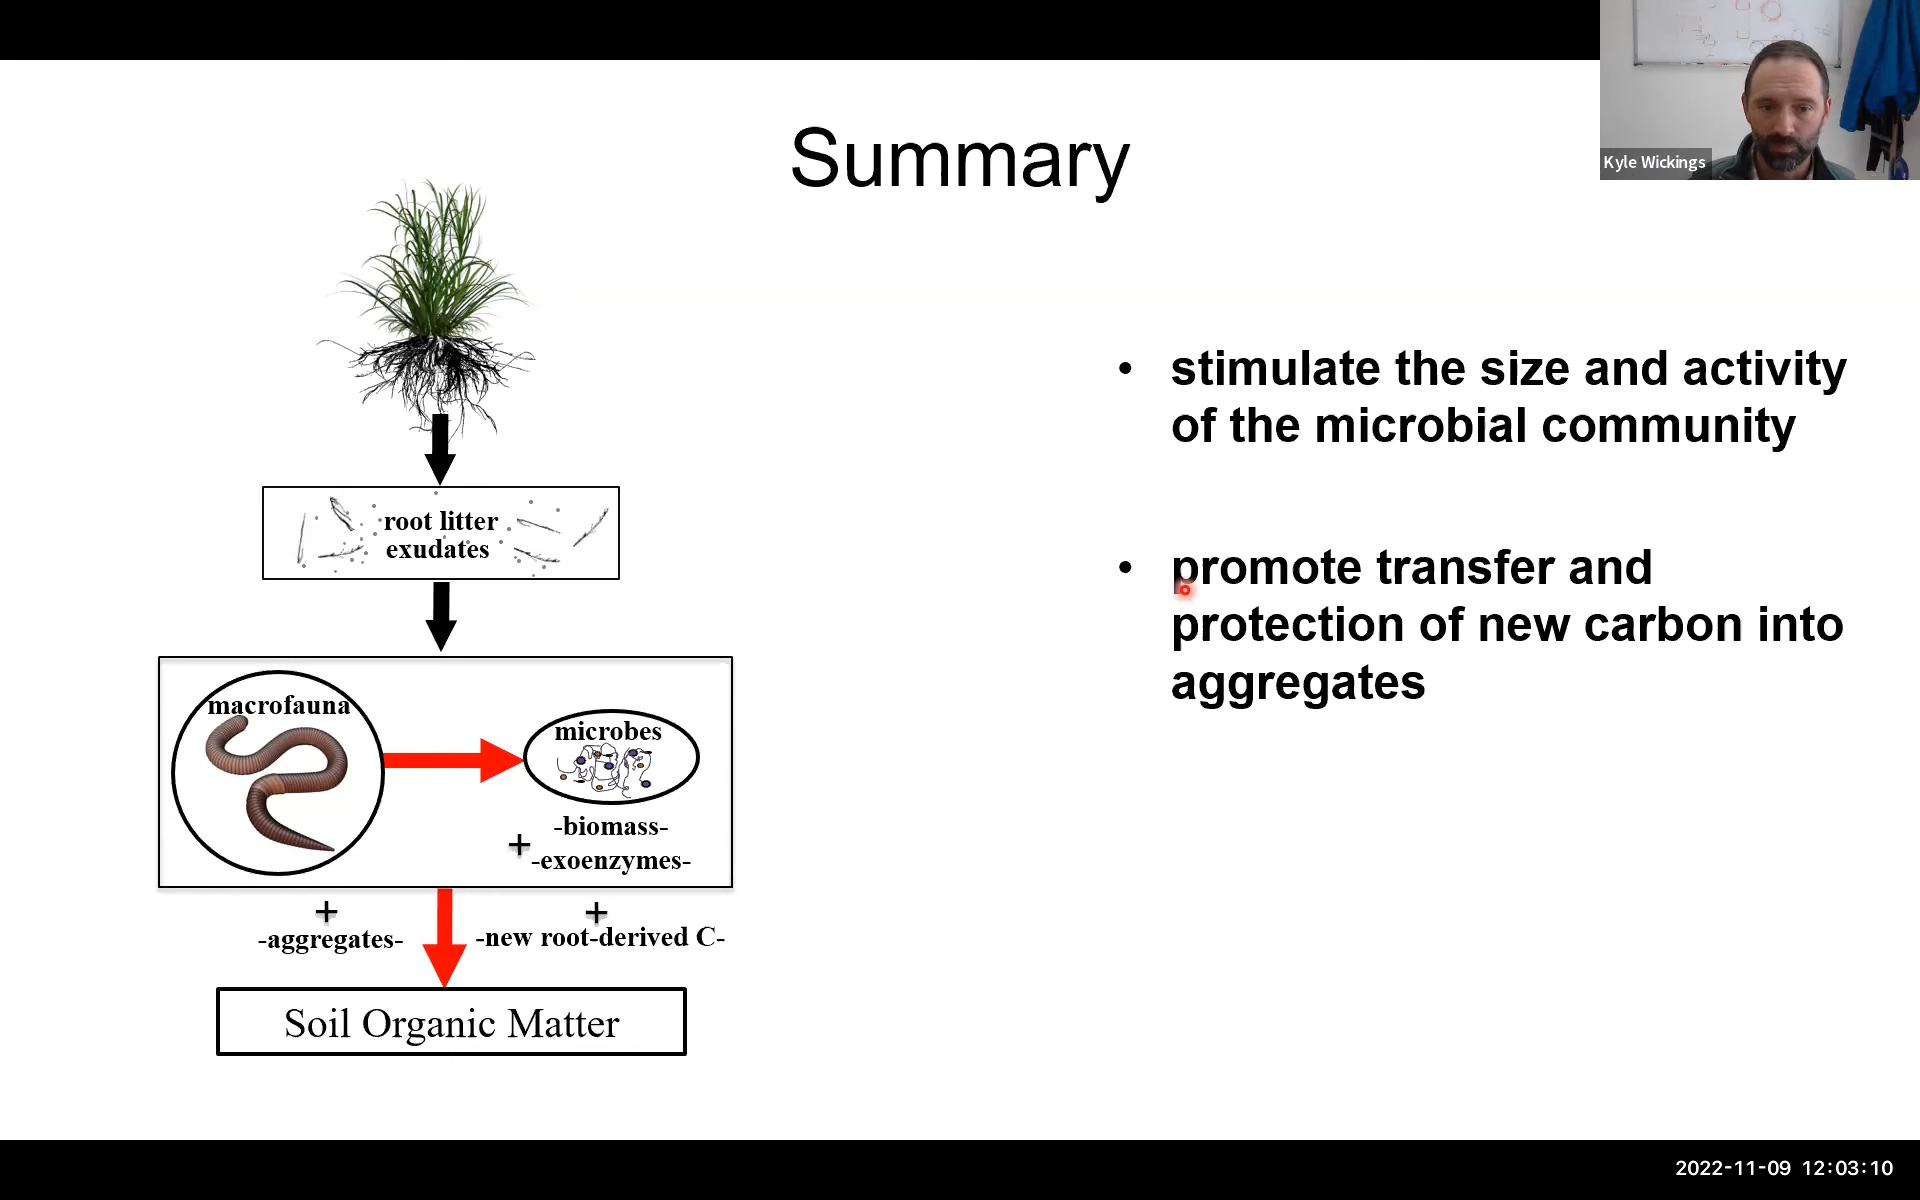 Summary
Kyle Wickings
root litter
exudates
macrofauna
microbes
-biomass-
+
-exoenzymes-
+
-aggregates-
+
-new root-derived C-
Soil Organic Matter
• stimulate the size and activity
of the microbial community
• promote transfer and
protection of new carbon into
aggregates
2022-11-09 12:03:10